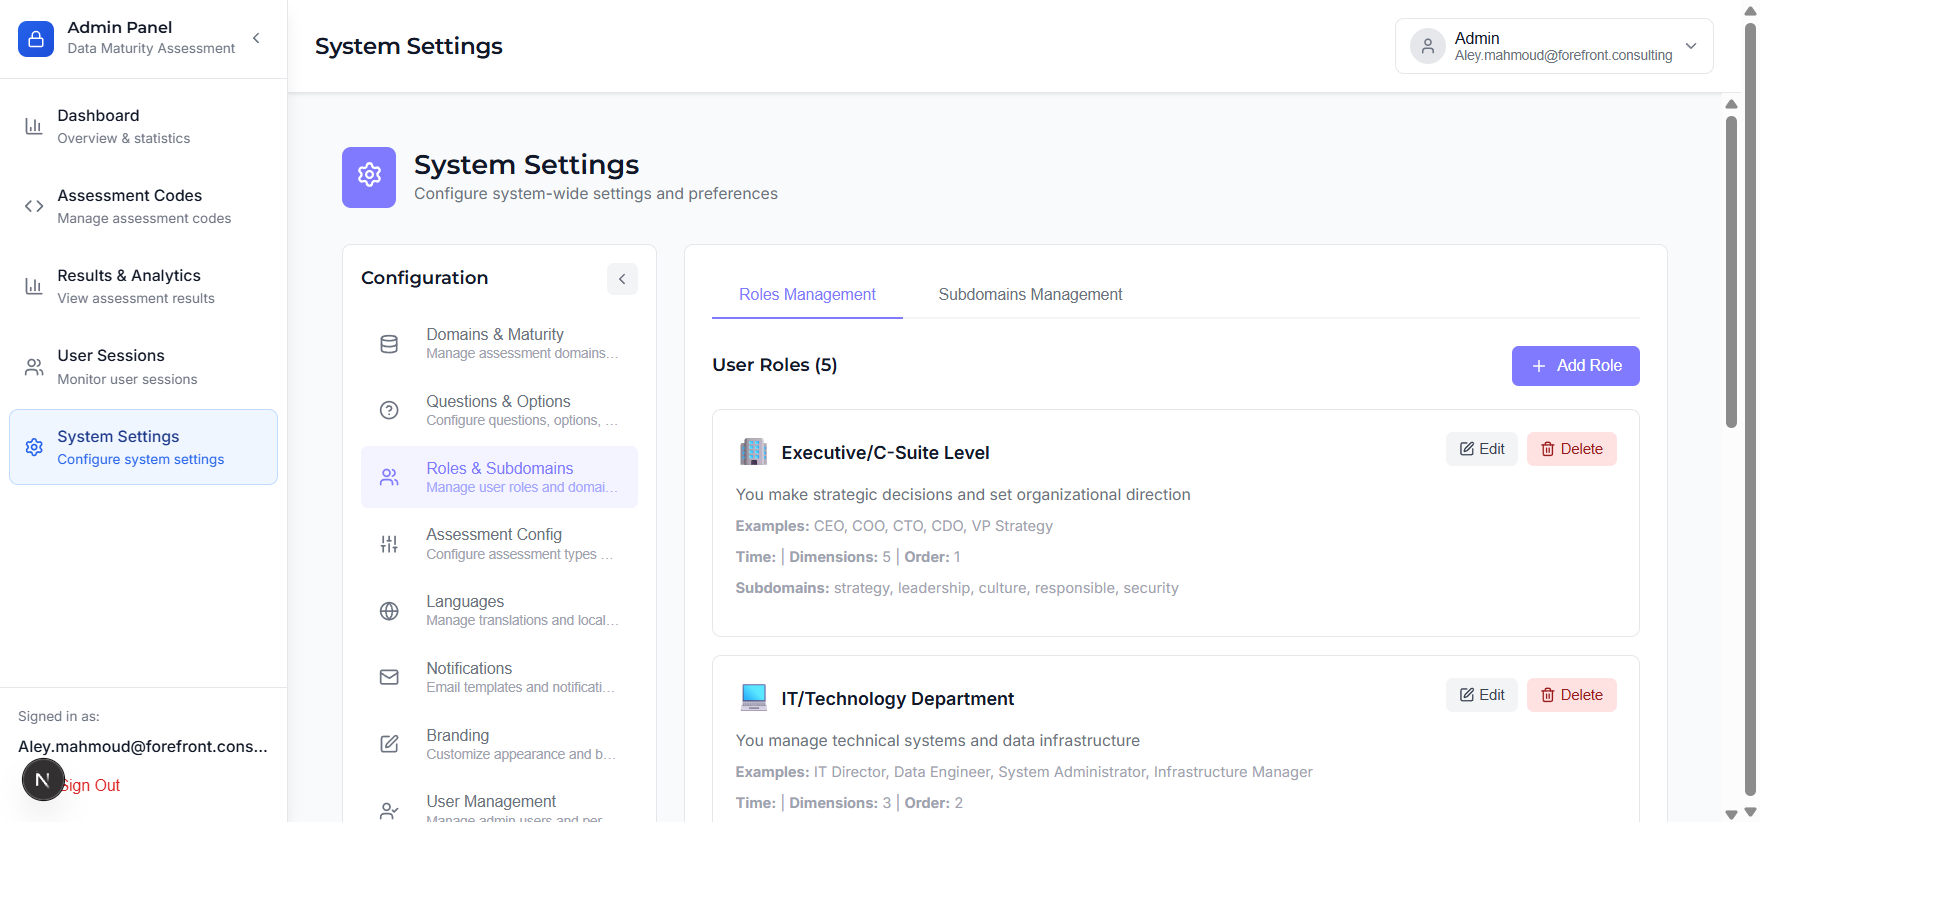 Admin Panel
Data Maturity Assessment
Dashboard
Overview & statistics
Assessment Codes
Manage assessment codes
Results & Analytics
View assessment results
User Sessions
Monitor user sessions
System Settings
Configure system settings
Signed in as:
Aley.mahmoud@forefront.cons...
N
Sign Out
System Settings
Admin
Aley.mahmoud@forefront.consulting
System Settings
Configure system-wide settings and preferences
Configuration
Domains & Maturity
Manage assessment domains...
Questions & Options
Configure questions, options, ...
Roles & Subdomains
Manage user roles and domai...
Assessment Config
Configure assessment types ...
Languages
Manage translations and local...
Notifications
Email templates and notificati...
Branding
Customize appearance and b...
User Management
Manage admin users and per
Roles Management
Subdomains Management
User Roles (5)
Add Role
Executive/C-Suite Level
Edit
Delete
You make strategic decisions and set organizational direction
Examples: CEO, COO, CTO, CDO, VP Strategy
Time: | Dimensions: 5 | Order: 1
Subdomains: strategy, leadership, culture, responsible, security
IT/Technology Department
Edit
Delete
You manage technical systems and data infrastructure
Examples: IT Director, Data Engineer, System Administrator, Infrastructure Manager
Time: | Dimensions: 3 | Order: 2